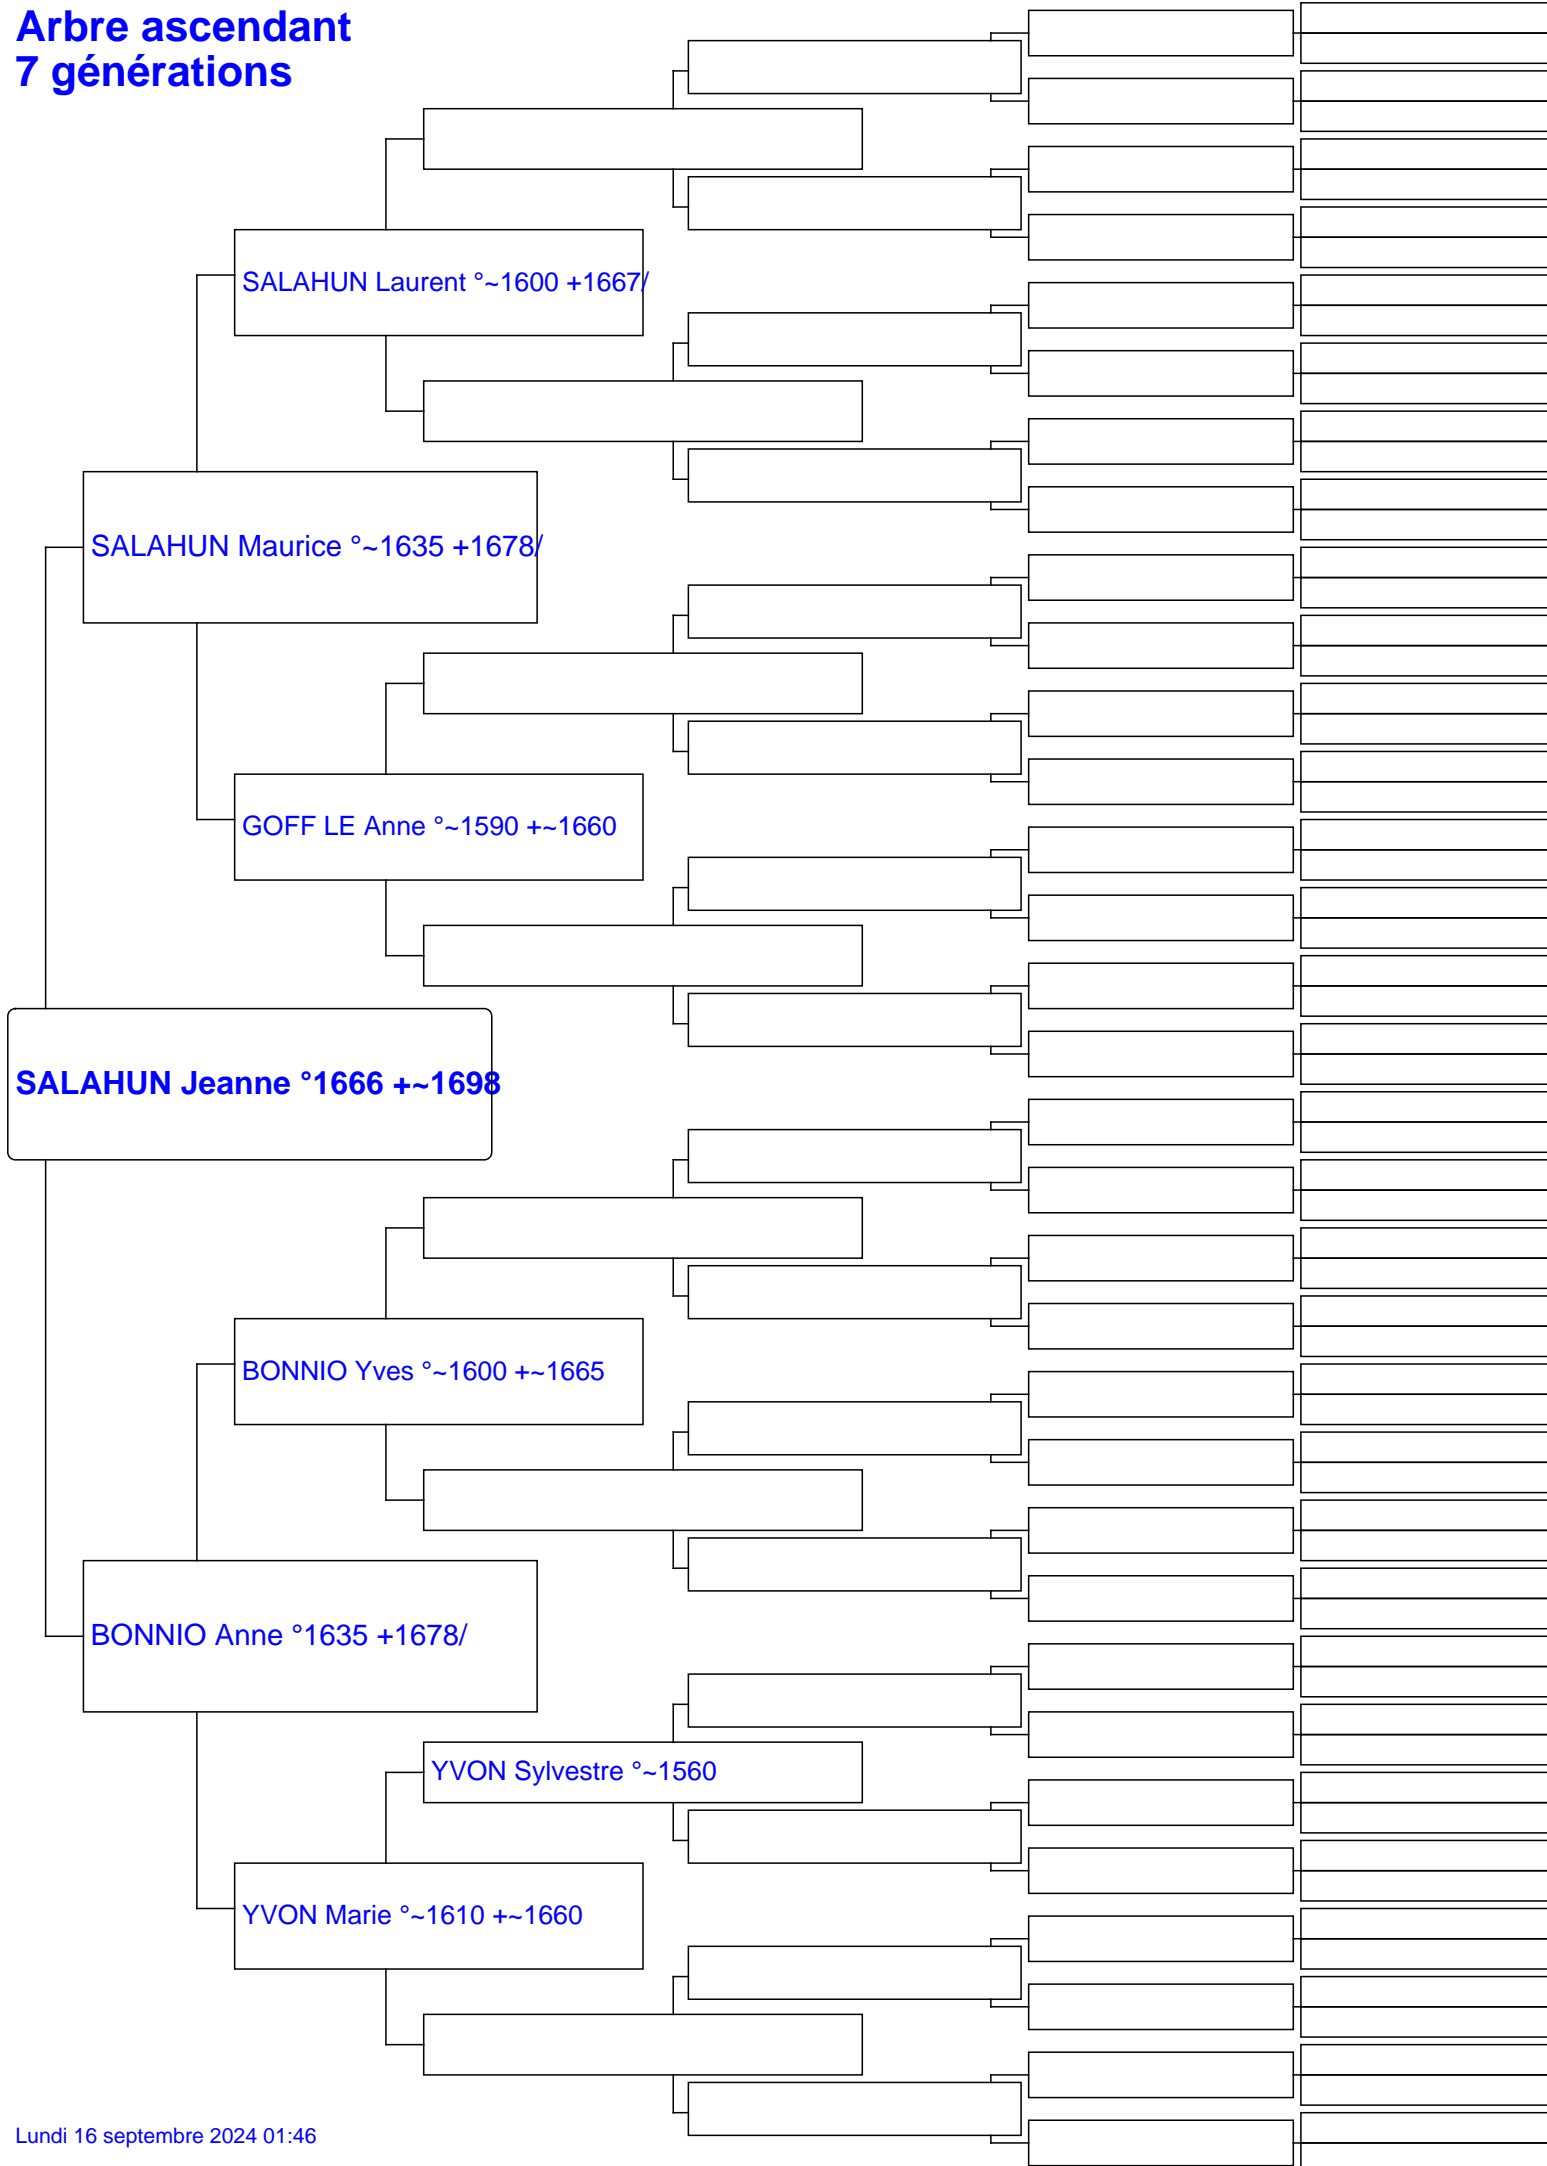 Arbre ascendant
7 générations
SALAHUN Laurent °~1600 +1667/
SALAHUN Maurice °~1635 +1678/
GOFF LE Anne °~1590 +~1660
SALAHUN Jeanne °1666 +~1698
BONNIO Yves °~1600 +~1665
BONNIO Anne °1635 +1678/
YVON Sylvestre °~1560
YVON Marie °~1610 +~1660
Lundi 16 septembre 2024 01:46